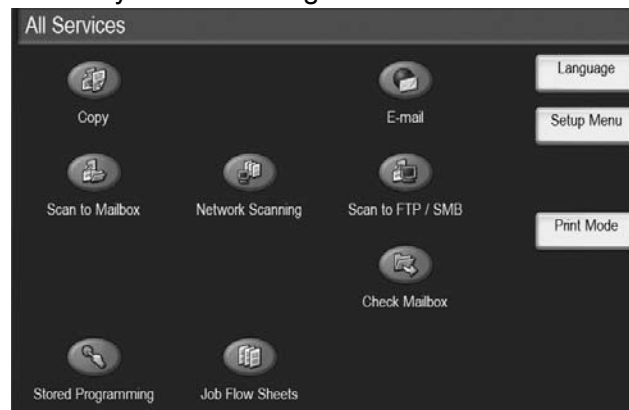 All Services
Copy
E-mail
Language
Setup Menu
Scan to Mailbox
Network Scanning
Scan to FTP / SMB
Print Mode
Check Mailbox
Stored Programming
Job Flow Sheets